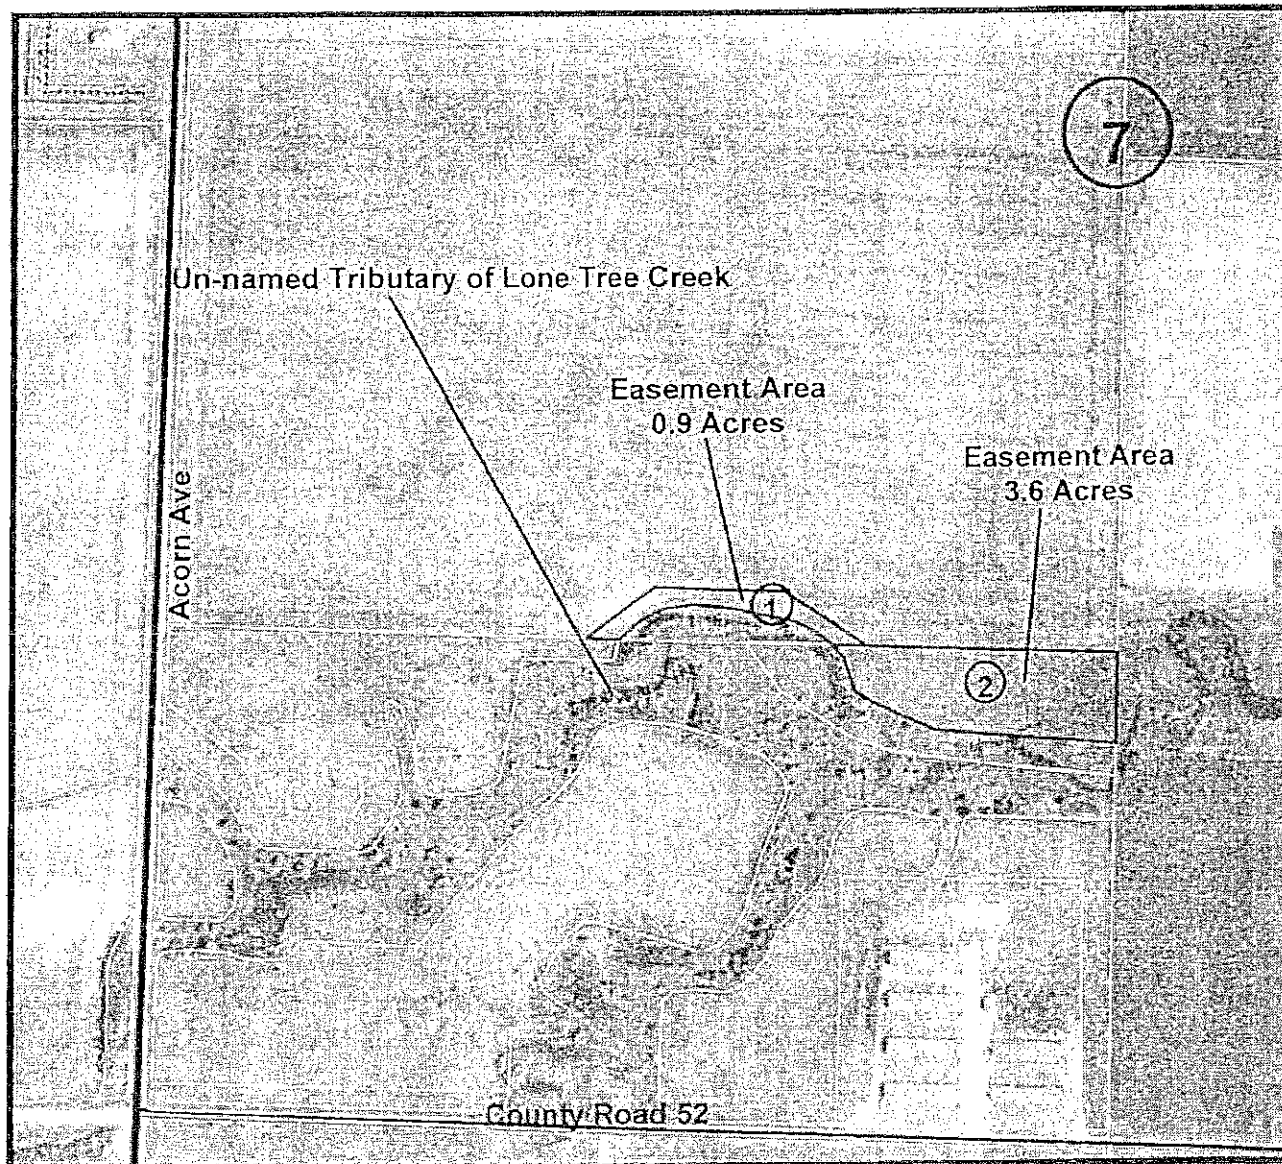 7
Un-named Tributary of Lone Tree Creek
Easement Area
0.9 Acres
Easement Area
3.6 Acres
Acorn Ave
1
2
County Road 52